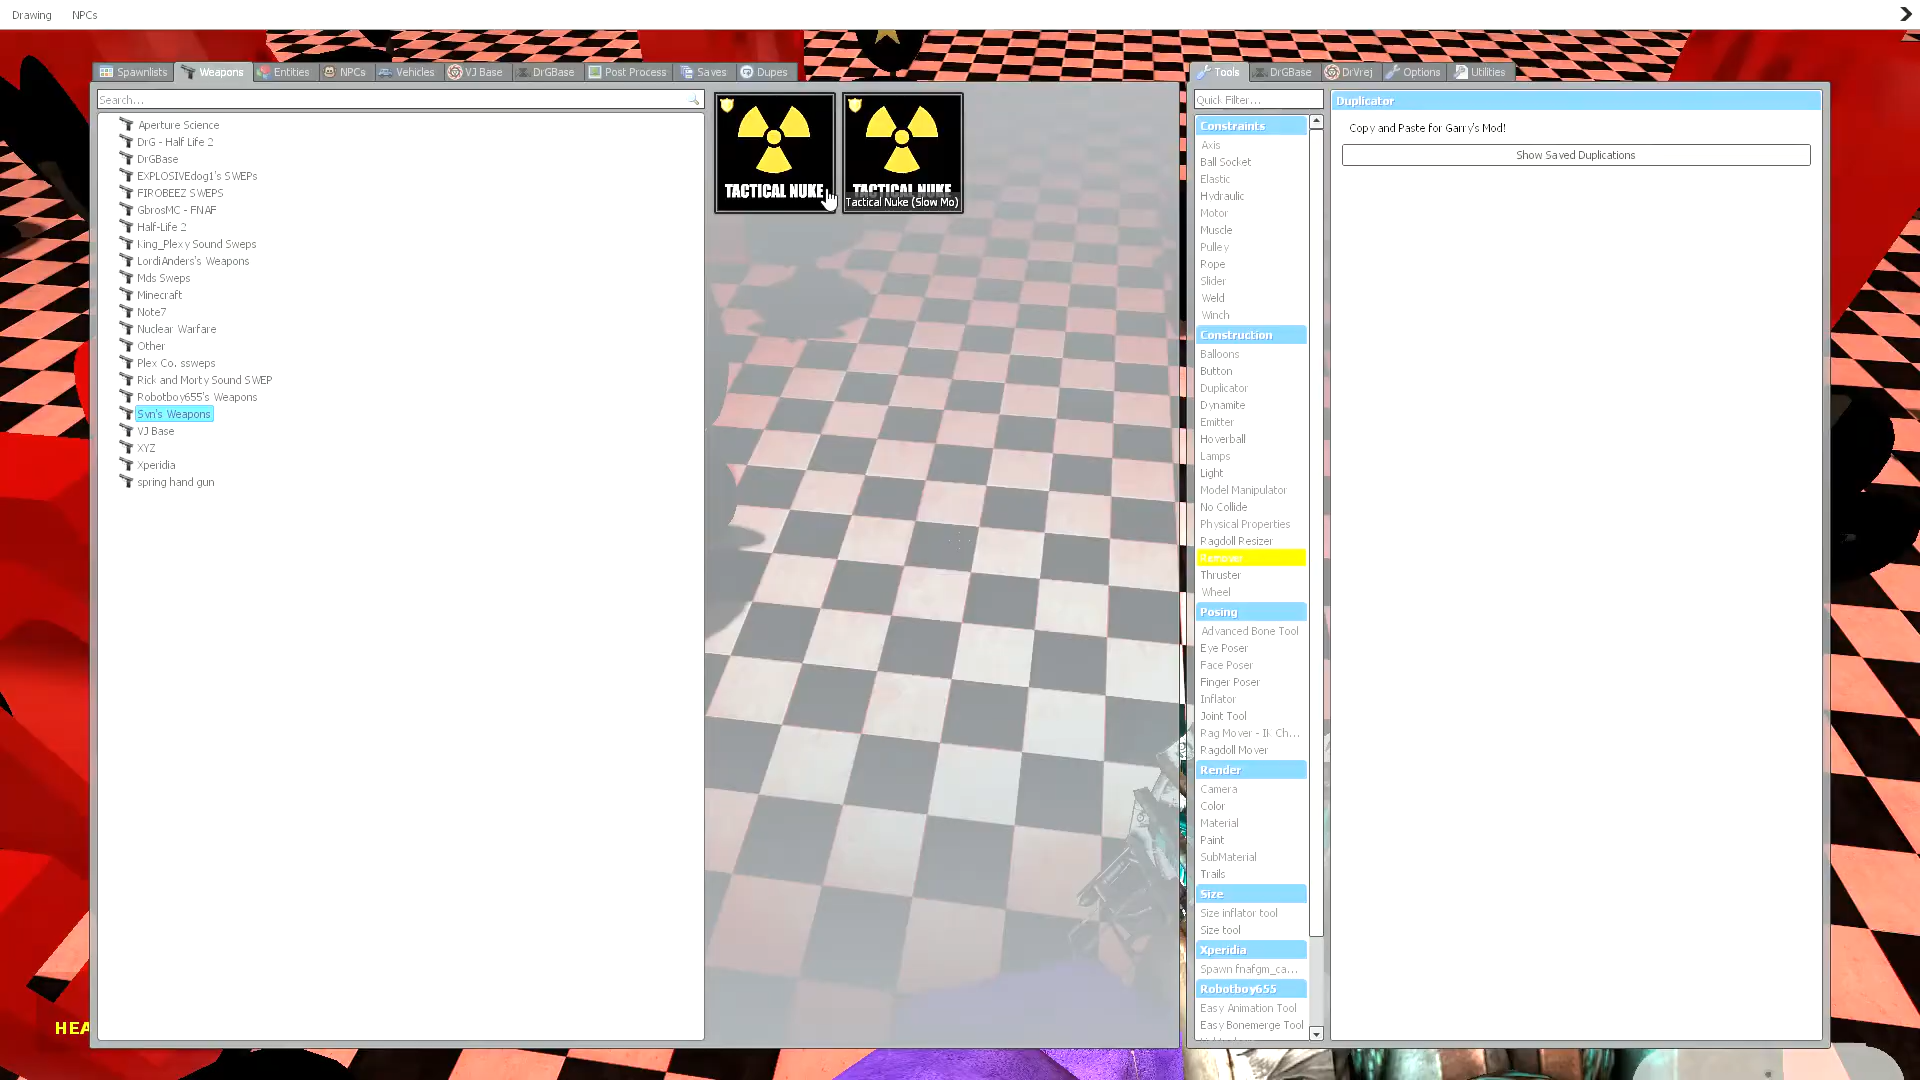 Drawing NPCs
Spawnlists Weapons Entities NPCs Vehicles VJ Base DrGBase Post Process Saves Dupes
Search...
Aperture Science
DrG - Half Life 2
DrGBase
EXPLOSIVEdog1's SWEPs
FIROBEEZ SWEPS
GbrosMC - FNAF
Half-Life 2
King_Plexy Sound Sweps
LordiAnders's Weapons
Mds Sweps
Minecraft
Note7
Nuclear Warfare
Other
Plex Co. ssweps
Rick and Morty Sound SWEP
Robotboy655's Weapons
Syn's Weapons
VJ Base
XYZ
Xperidia
spring hand gun
TACTICAL NUKE
TACTICAL NUKE
Tactical Nuke (Slow Mo)
Tools DrGBase DrVrej Options Utilities
Quick Filter...
Constraints
Axis
Ball Socket
Elastic
Hydraulic
Motor
Muscle
Pulley
Rope
Slider
Weld
Winch
Construction
Balloons
Button
Duplicator
Dynamite
Emitter
Hoverball
Lamps
Light
Model Manipulator
No Collide
Physical Properties
Ragdoll Resizer
Remover
Thruster
Wheel
Posing
Advanced Bone Tool
Eye Poser
Face Poser
Finger Poser
Inflator
Joint Tool
Rag Mover - IK Ch...
Ragdoll Mover
Render
Camera
Color
Material
Paint
SubMaterial
Trails
Size
Size inflator tool
Size tool
Xperidia
Spawn fnafgm_ca...
Robotboy655
Easy Animation Tool
Easy Bonemerge Tool
Duplicator
Copy and Paste for Garry's Mod!
Show Saved Duplications
HEA